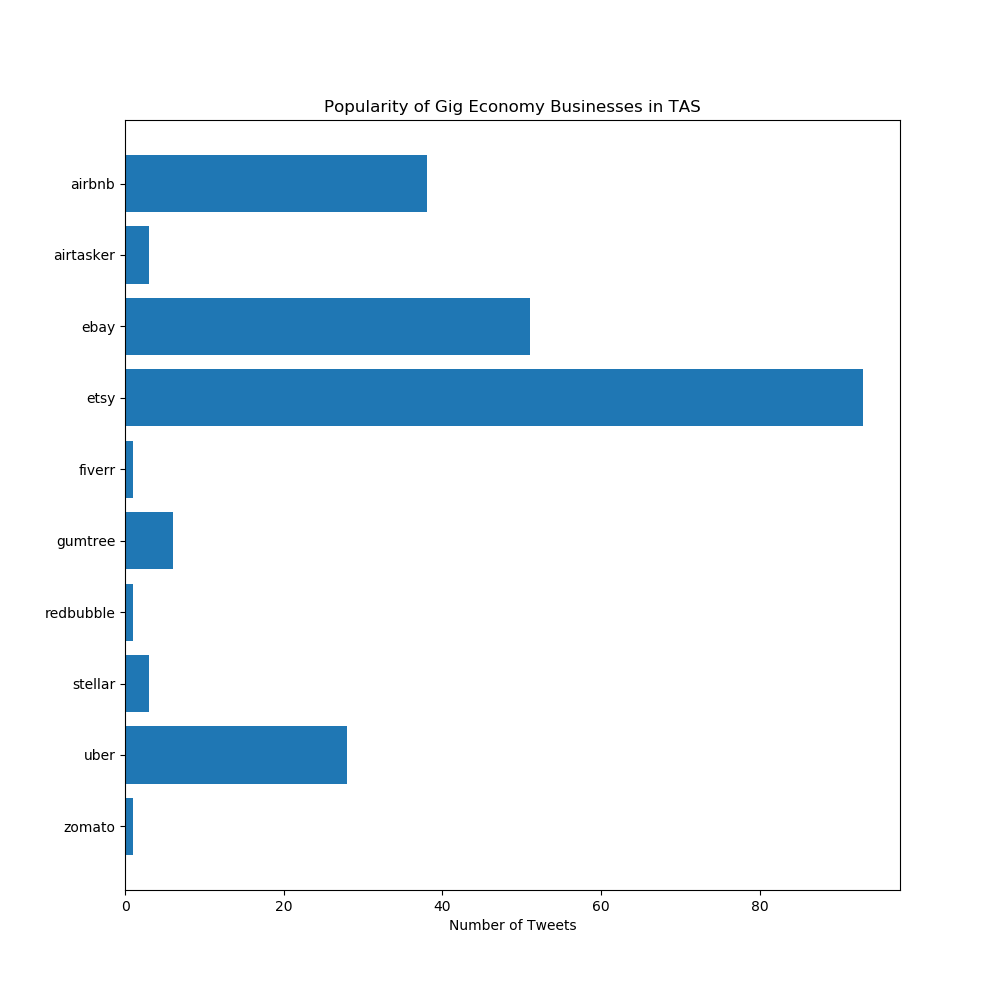 Popularity of Gig Economy Businesses in TAS
airbnb
airtasker
ebay
etsy
fiverr
gumtree
redbubble
stellar
uber
zomato
0 20 40 60 80
Number of Tweets